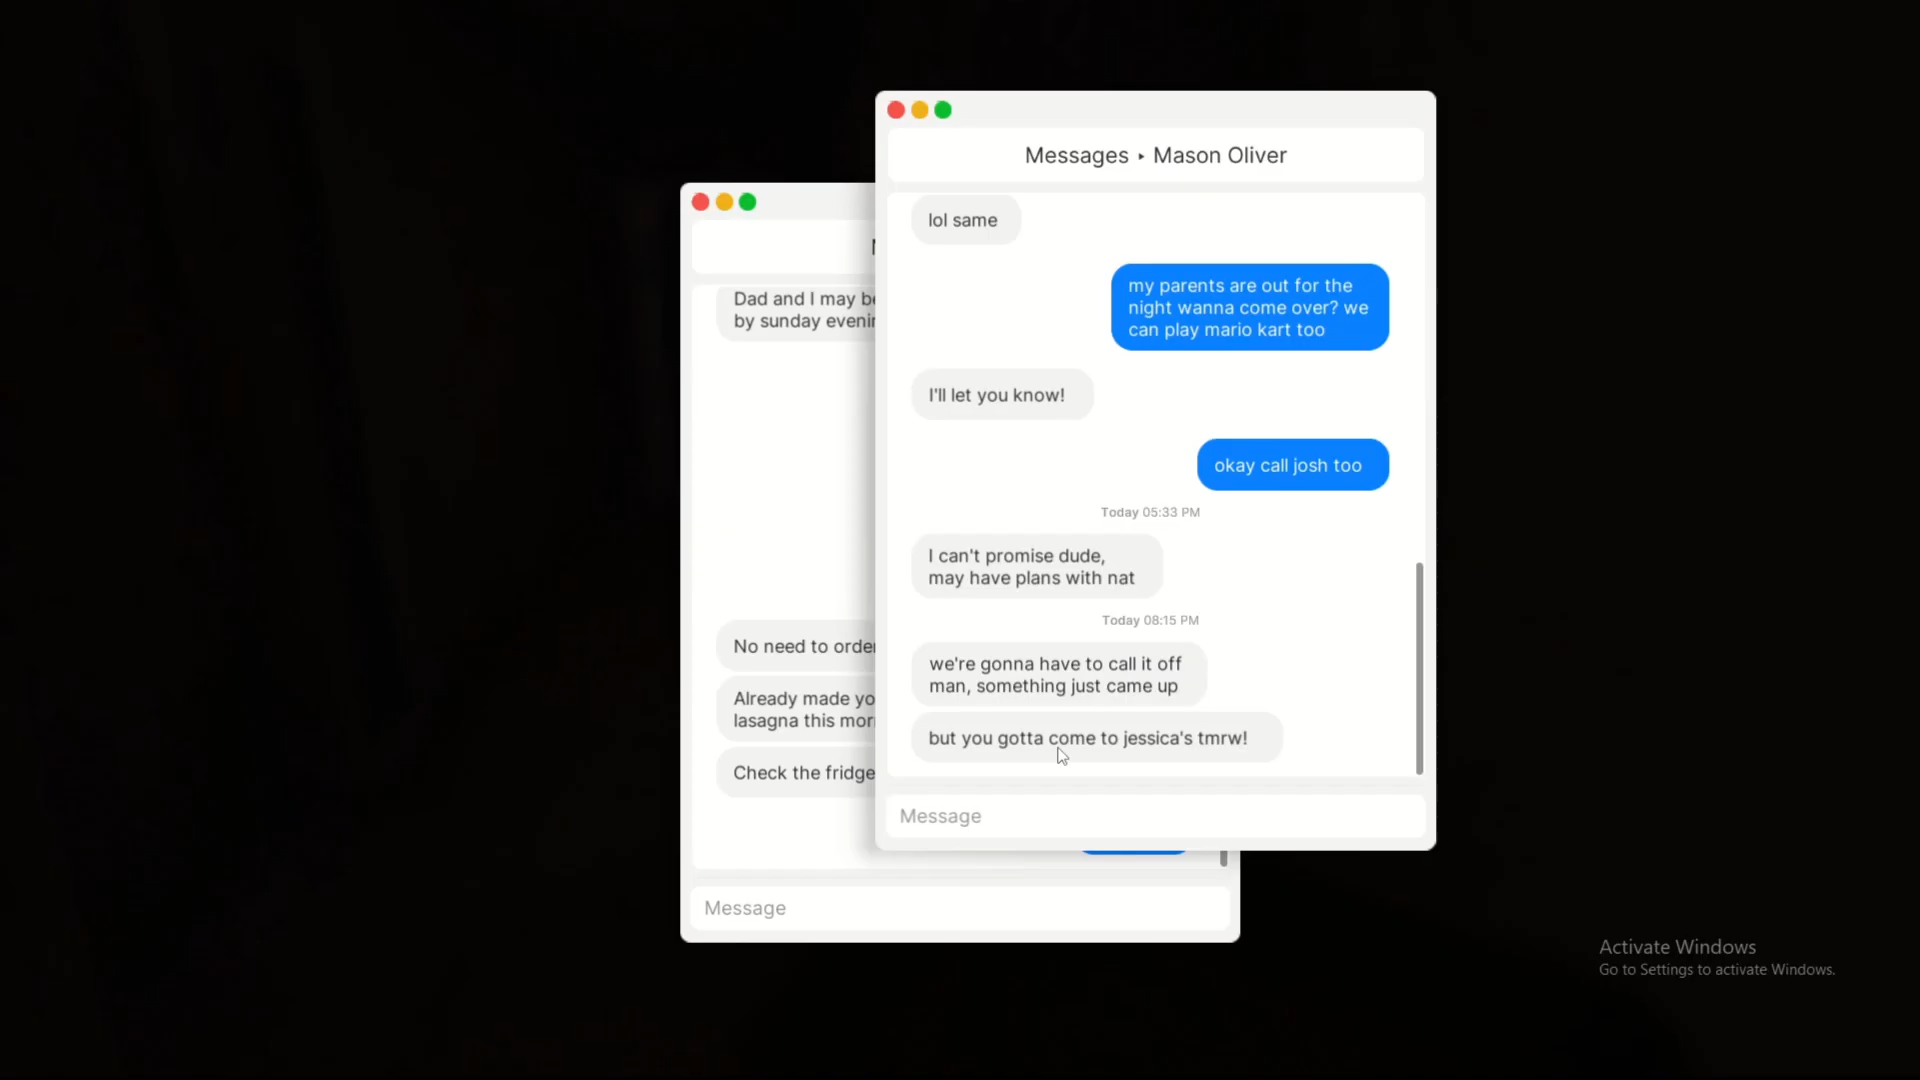 Messages ▸ Mason Oliver
lol same
my parents are out for the
night wanna come over? we
can play mario kart too
I'll let you know!
okay call josh too
Today 05:33 PM
I can't promise dude,
may have plans with nat
Today 08:15 PM
we're gonna have to call it off
man, something just came up
but you gotta come to jessica's tmrw!
Message
Dad and I may
by sunday
No need to
Already made
lasagna this
Check the fridge
Message
Activate Windows
Go to Settings to activate Windows.